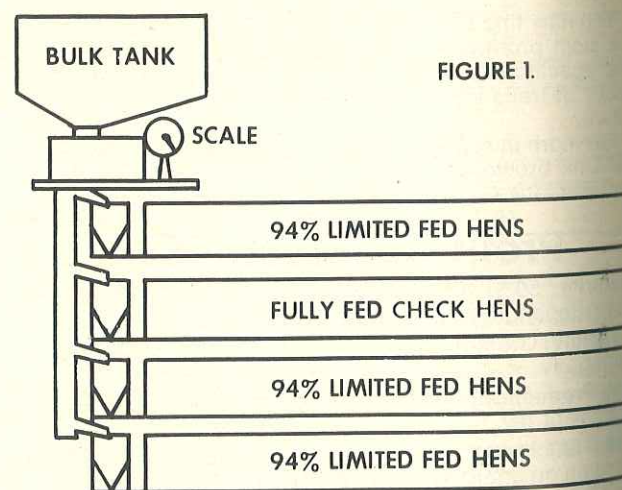 BULK TANK
FIGURE 1.
SCALE
94% LIMITED FED HENS
FULLY FED CHECK HENS
94% LIMITED FED HENS
94% LIMITED FED HENS